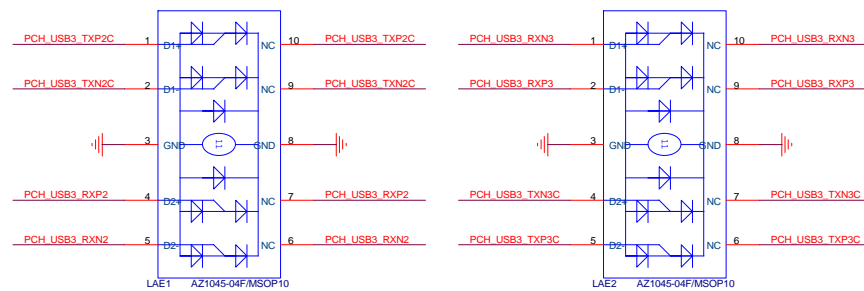 PCH_USB3_TXP2C 1 D1+ NC 10 PCH_USB3_TXP2C
PCH_USB3_TXN2C 2 D1- NC 9 PCH_USB3_TXN2C
3 GND GND 8
11
PCH_USB3_RXP2 4 D2+ NC 7 PCH_USB3_RXP2
PCH_USB3_RXN2 5 D2- NC 6 PCH_USB3_RXN2
LAE1 AZ1045-04F/MSOP10
PCH_USB3_RXN3 1 D1+ NC 10 PCH_USB3_RXN3
PCH_USB3_RXP3 2 D1- NC 9 PCH_USB3_RXP3
3 GND GND 8
11
PCH_USB3_TXN3C 4 D2+ NC 7 PCH_USB3_TXN3C
PCH_USB3_TXP3C 5 D2- NC 6 PCH_USB3_TXP3C
LAE2 AZ1045-04F/MSOP10